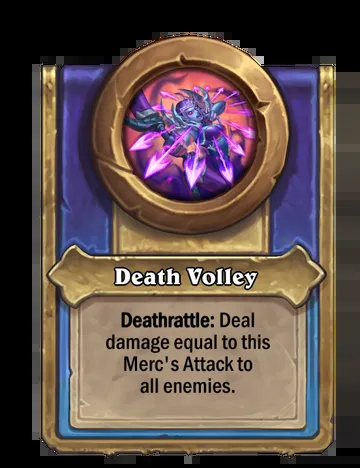 Death Volley
Deathrattle: Deal
damage equal to this
Merc's Attack to
all enemies.